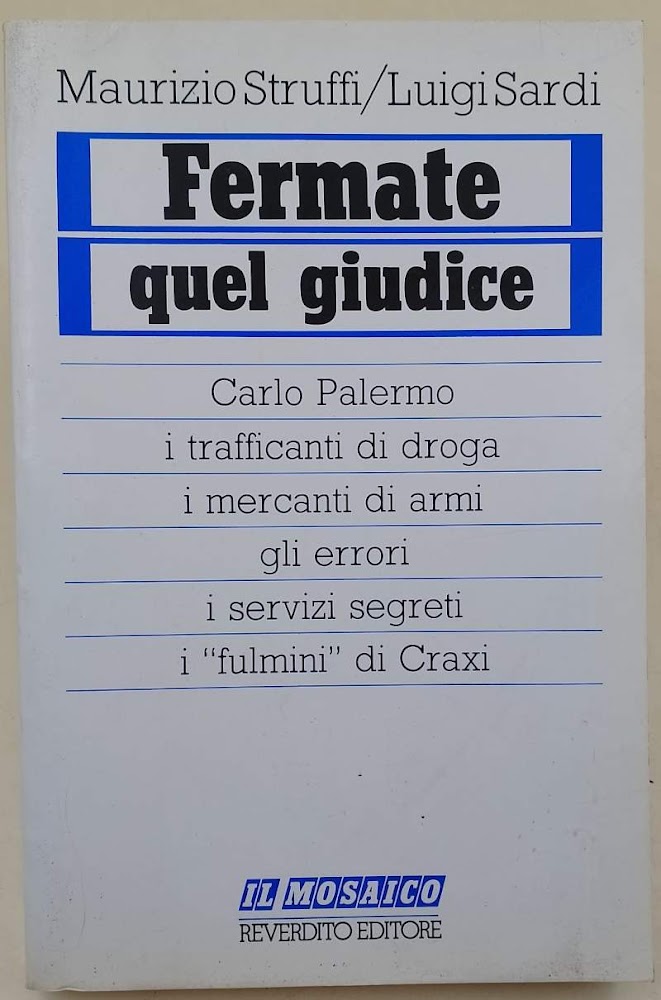 Maurizio Struffi/Luigi Sardi
Fermate
quel giudice
Carlo Palermo
i trafficanti di droga
i mercanti di armi
gli errori
i servizi segreti
i “fulmini” di Craxi
IL MOSAICO
REVERDITO EDITORE